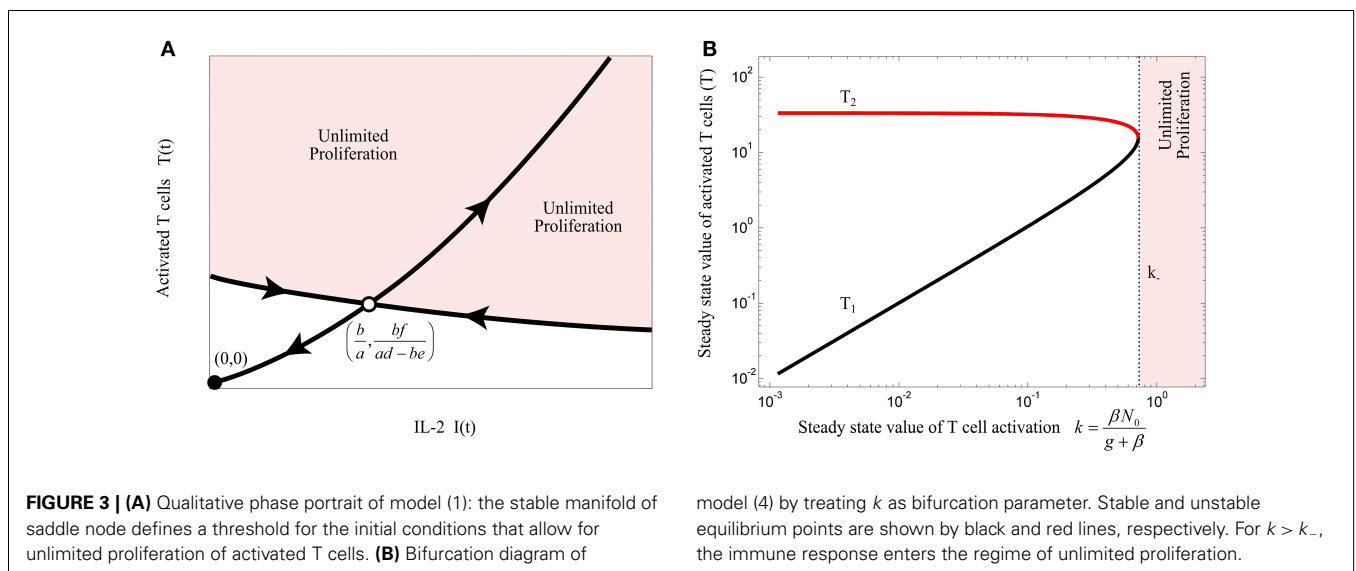 A
Activated T cells T(t)
Unlimited
Proliferation
Unlimited
Proliferation
(0,0)
(b/a, bf/(ad − be))
IL-2 I(t)
B
Steady state value of activated T cells (T)
10²
10¹
10⁰
10⁻¹
10⁻²
T₂
T₁
k₋
Unlimited
Proliferation
10⁻³
10⁻²
10⁻¹
10⁰
Steady state value of T cell activation k = βN₀/(g + β)
FIGURE 3 | (A) Qualitative phase portrait of model (1): the stable manifold of
saddle node defines a threshold for the initial conditions that allow for
unlimited proliferation of activated T cells. (B) Bifurcation diagram of
model (4) by treating k as bifurcation parameter. Stable and unstable
equilibrium points are shown by black and red lines, respectively. For k > k₋,
the immune response enters the regime of unlimited proliferation.